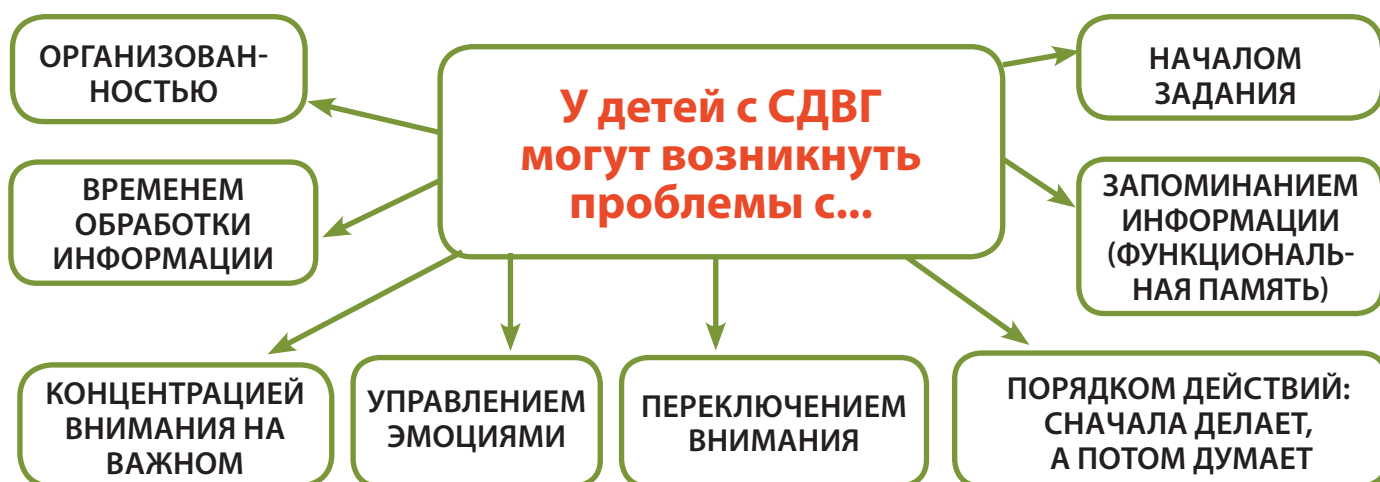 У детей с СДВГ
могут возникнуть
проблемы с...
ОРГАНИЗОВАН-
НОСТЬЮ
НАЧАЛОМ
ЗАДАНИЯ
ВРЕМЕНЕМ
ОБРАБОТКИ
ИНФОРМАЦИИ
ЗАПОМИНАНИЕМ
ИНФОРМАЦИИ
(ФУНКЦИОНАЛЬ-
НАЯ ПАМЯТЬ)
КОНЦЕНТРАЦИЕЙ
ВНИМАНИЯ НА
ВАЖНОМ
УПРАВЛЕНИЕМ
ЭМОЦИЯМИ
ПЕРЕКЛЮЧЕНИЕМ
ВНИМАНИЯ
ПОРЯДКОМ ДЕЙСТВИЙ:
СНАЧАЛА ДЕЛАЕТ,
А ПОТОМ ДУМАЕТ